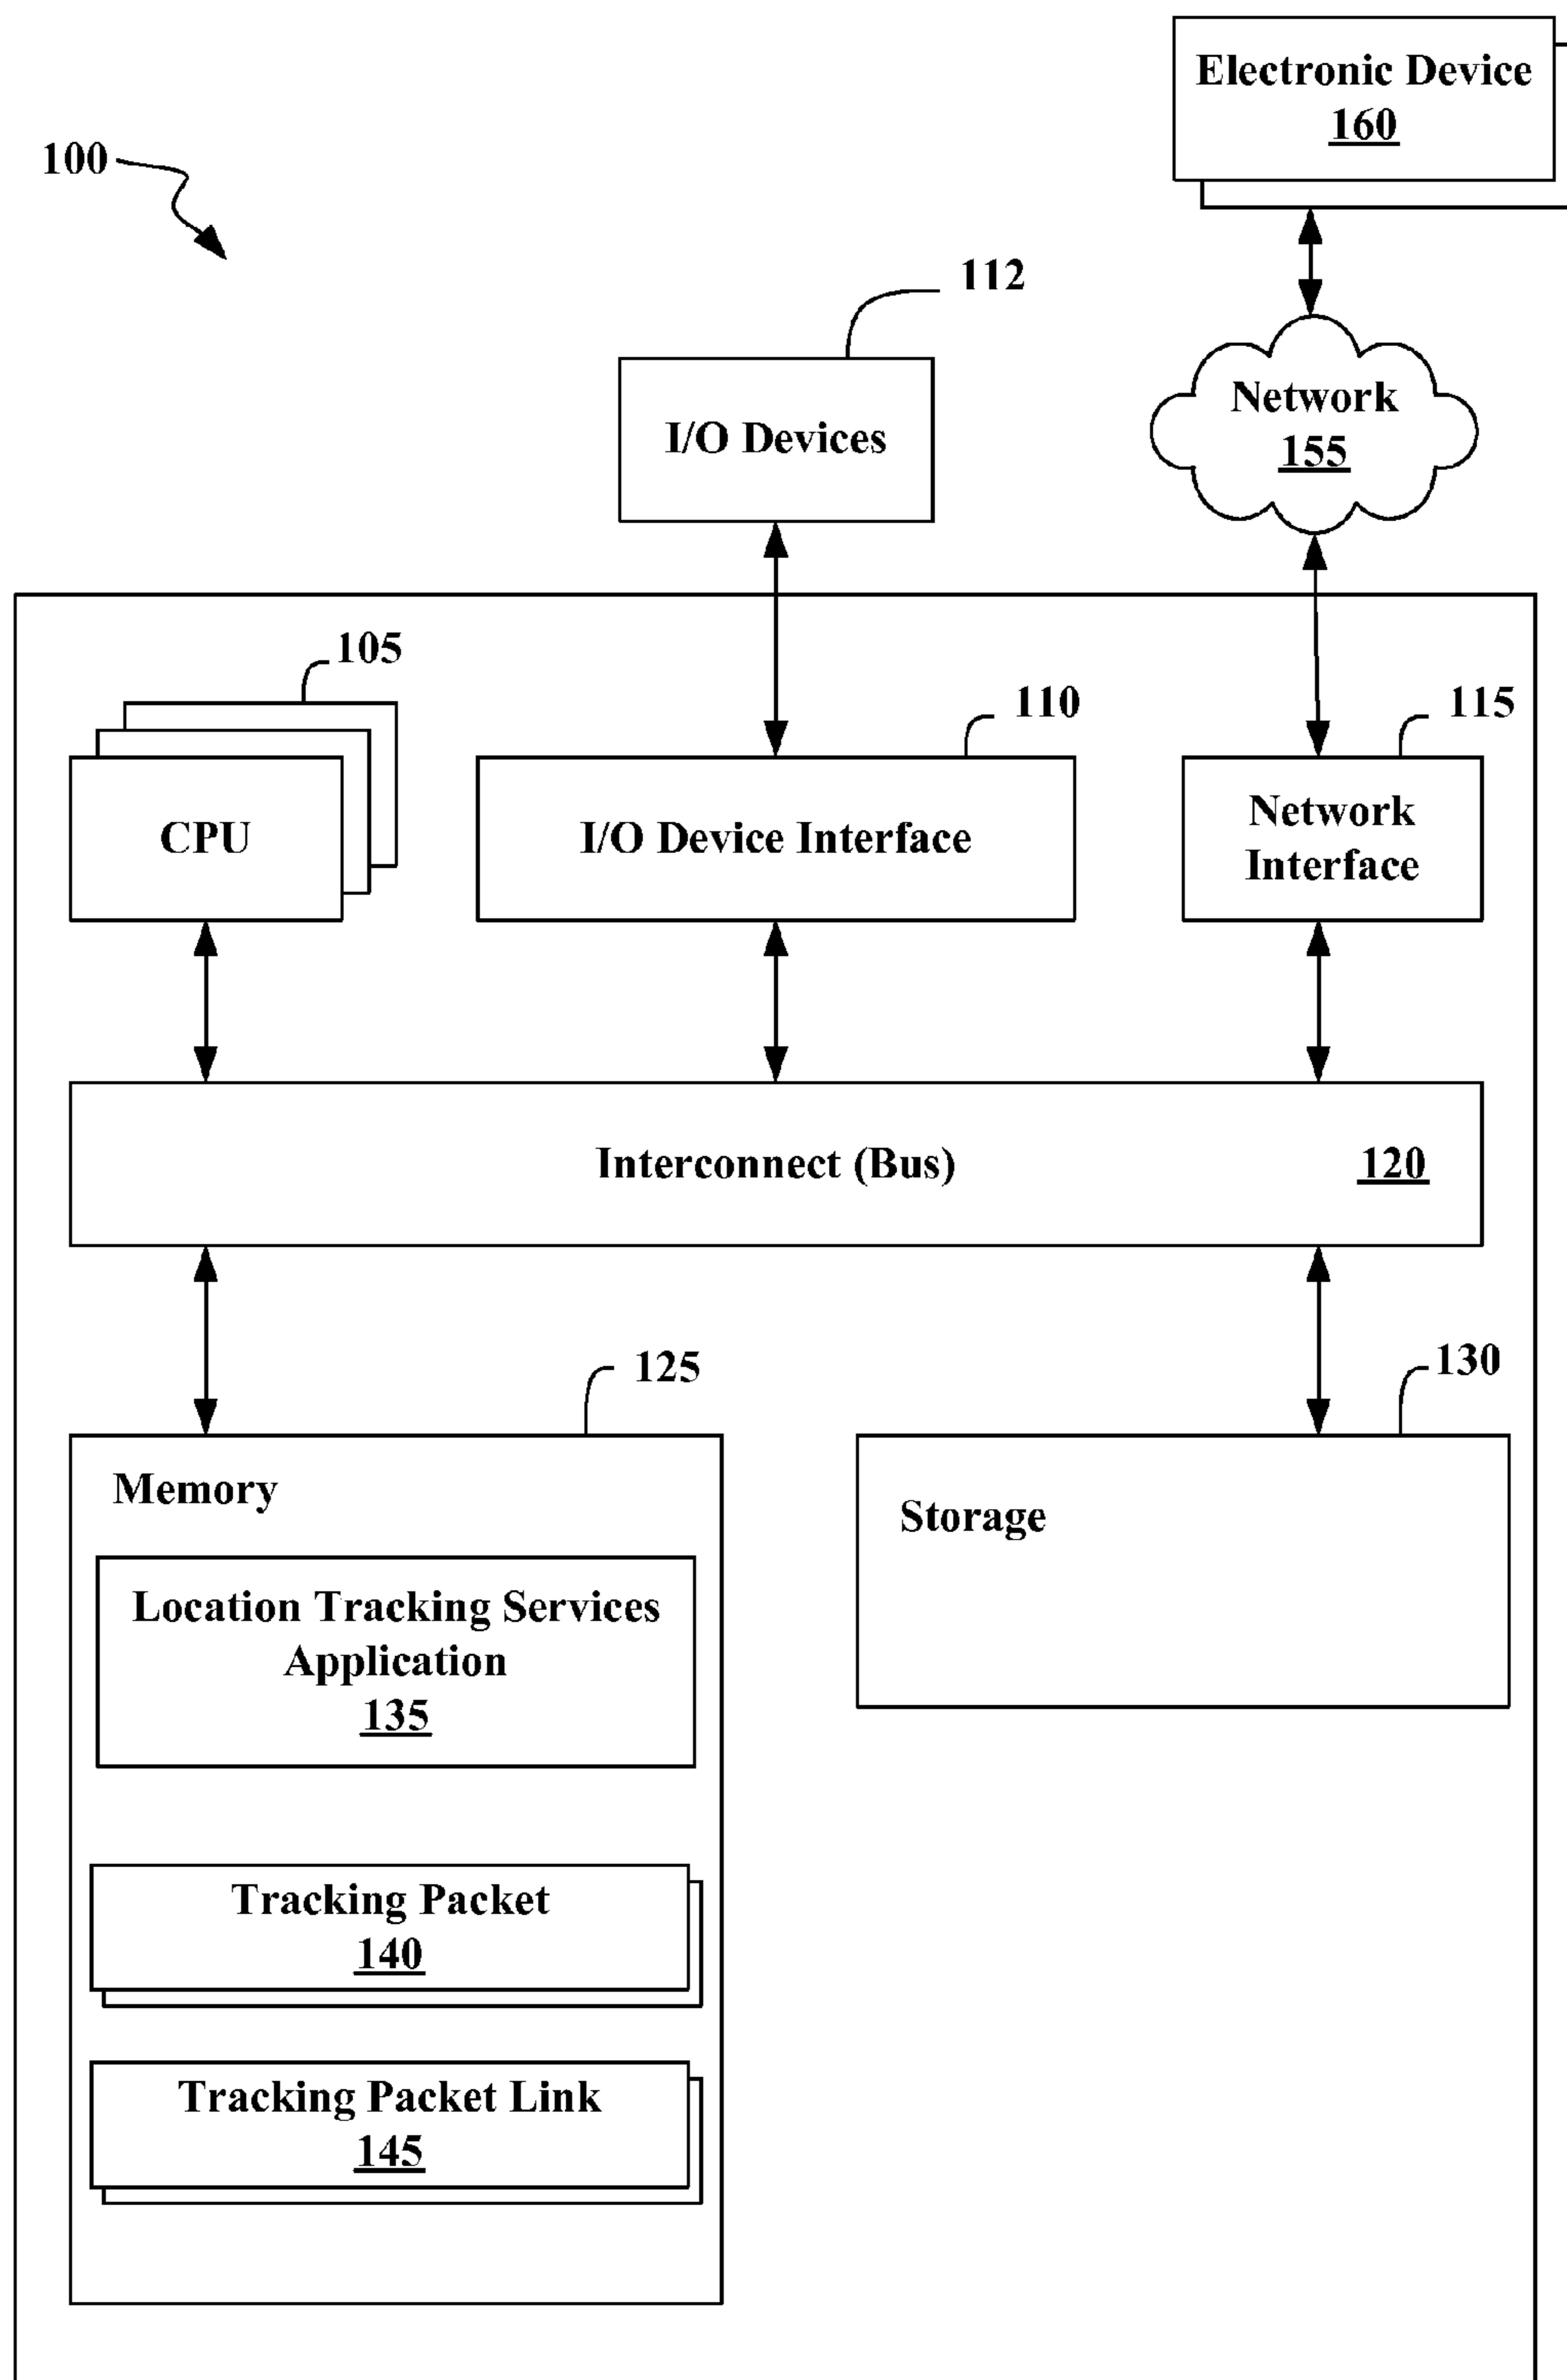 Electronic Device
160
100
112
I/O Devices
Network
155
105
110
115
CPU
I/O Device Interface
Network
Interface
Interconnect (Bus)
120
125
130
Memory
Storage
Location Tracking Services
Application
135
Tracking Packet
140
Tracking Packet Link
145